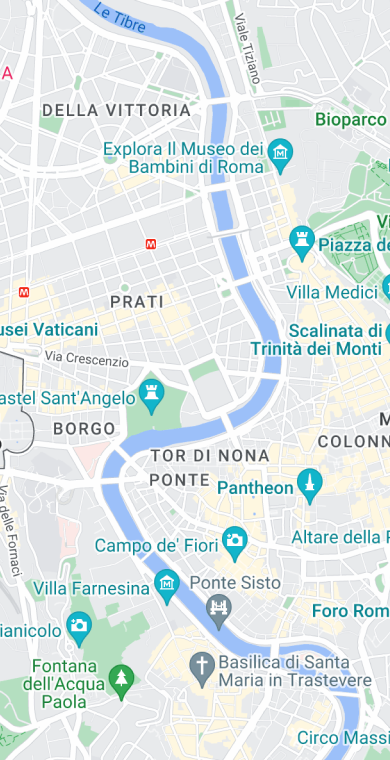 Le Tibre
Viale Tiziano
A
DELLA VITTORIA
Bioparco
Explora Il Museo dei
Bambini di Roma
Vi
Piazza de
M
Villa Medici
M
PRATI
usei Vaticani
Scalinata di
Trinità dei Monti
Via Crescenzio
astel Sant'Angelo
M
BORGO
COLONN
TOR DI NONA
PONTE
Pantheon
Via delle Fornaci
Altare della P
Campo de' Fiori
Villa Farnesina
Ponte Sisto
Foro Rom
ianicolo
Fontana
dell'Acqua
Paola
Basilica di Santa
Maria in Trastevere
Circo Massi